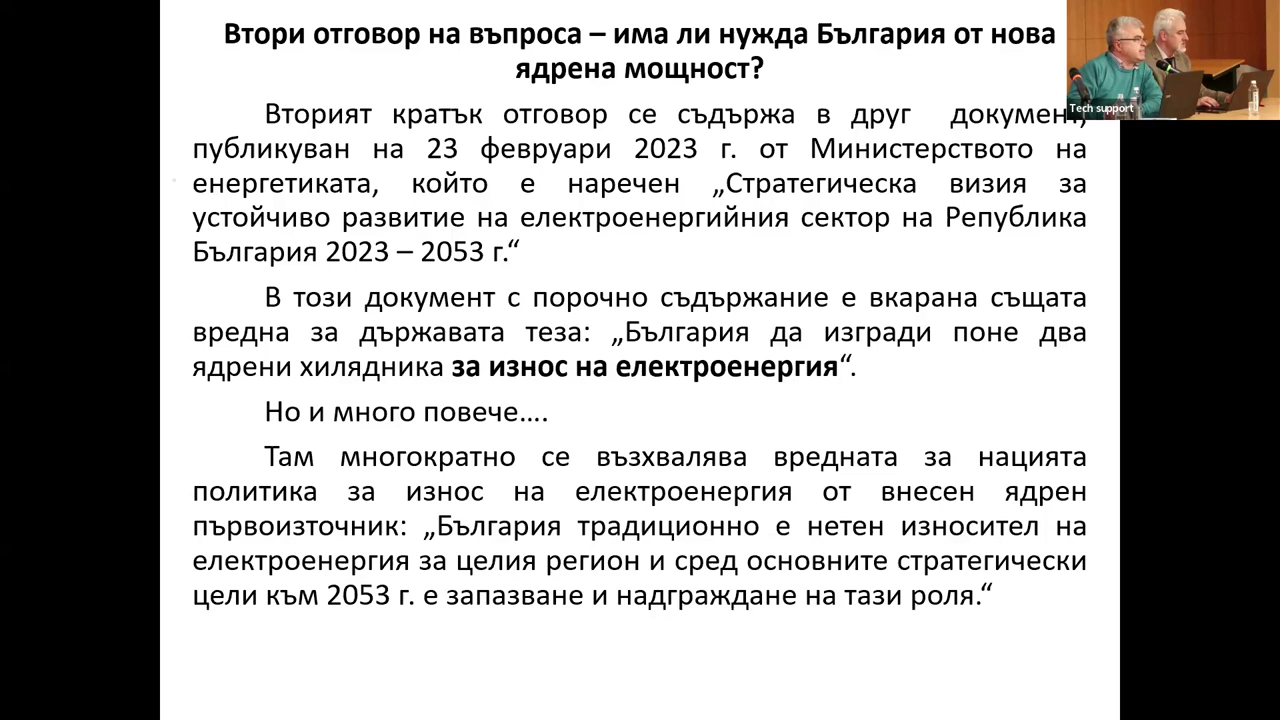 Втори отговор на въпроса – има ли нужда България от нова
ядрена мощност?
Вторият кратък отговор се съдържа в друг документ,
публикуван на 23 февруари 2023 г. от Министерството на
енергетиката, който е наречен „Стратегическа визия за
устойчиво развитие на електроенергийния сектор на Република
България 2023 – 2053 г.“
В този документ с порочно съдържание е вкарана същата
вредна за държавата теза: „България да изгради поне два
ядрени хилядника за износ на електроенергия“.
Но и много повече….
Там многократно се възхвалява вредната за нацията
политика за износ на електроенергия от внесен ядрен
първоизточник: „България традиционно е нетен износител на
електроенергия за целия регион и сред основните стратегически
цели към 2053 г. е запазване и надграждане на тази роля.“
Tech support